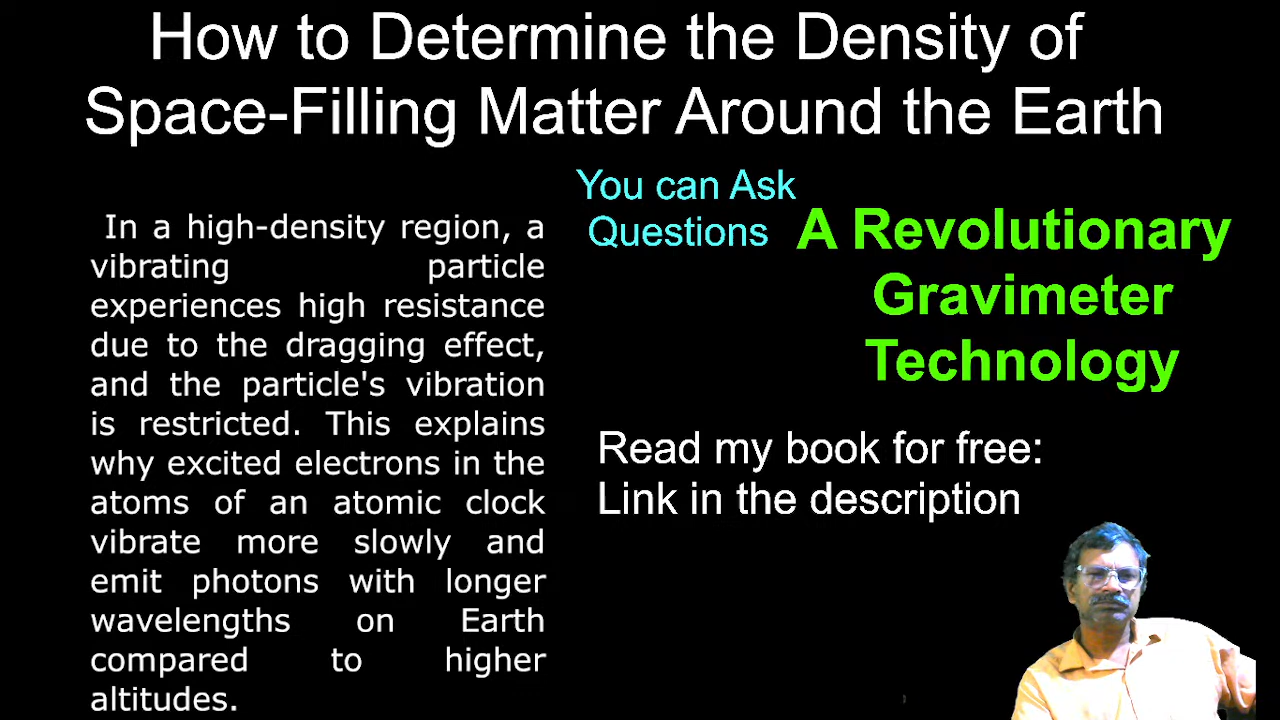 How to Determine the Density of
Space-Filling Matter Around the Earth
You can Ask
Questions
A Revolutionary
Gravimeter
Technology
In a high-density region, a
vibrating particle
experiences high resistance
due to the dragging effect,
and the particle's vibration
is restricted. This explains
why excited electrons in the
atoms of an atomic clock
vibrate more slowly and
emit photons with longer
wavelengths on Earth
compared to higher
altitudes.
Read my book for free:
Link in the description